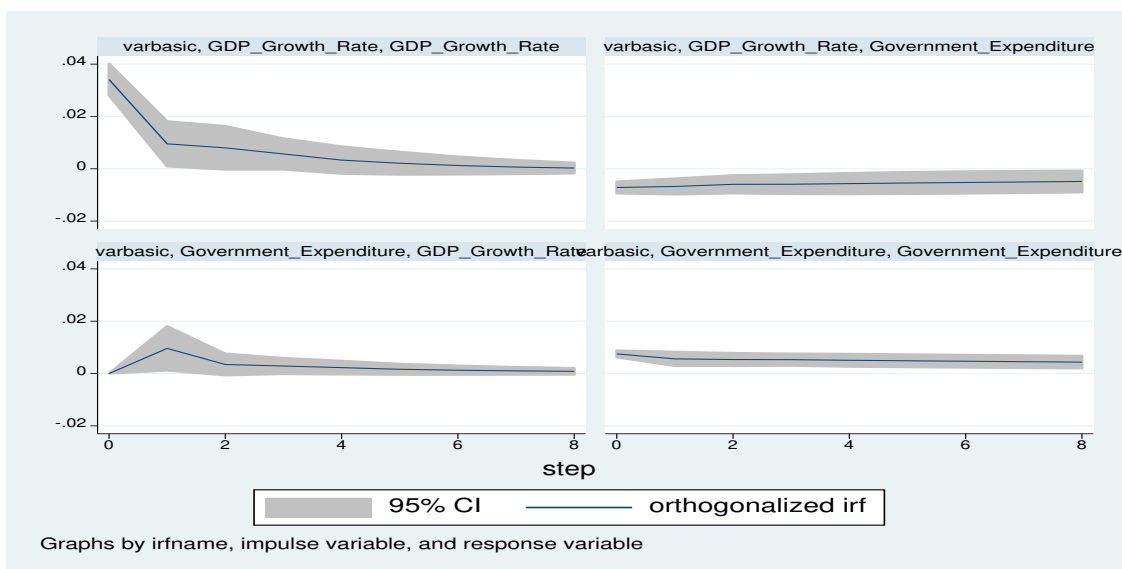 varbasic, GDP_Growth_Rate, GDP_Growth_Rate
varbasic, GDP_Growth_Rate, Government_Expenditure
.04
.02
0
-.02
varbasic, Government_Expenditure, GDP_Growth_Rate
varbasic, Government_Expenditure, Government_Expenditure
.04
.02
0
-.02
0 2 4 6 8
0 2 4 6 8
step
95% CI
orthogonalized irf
Graphs by irfname, impulse variable, and response variable